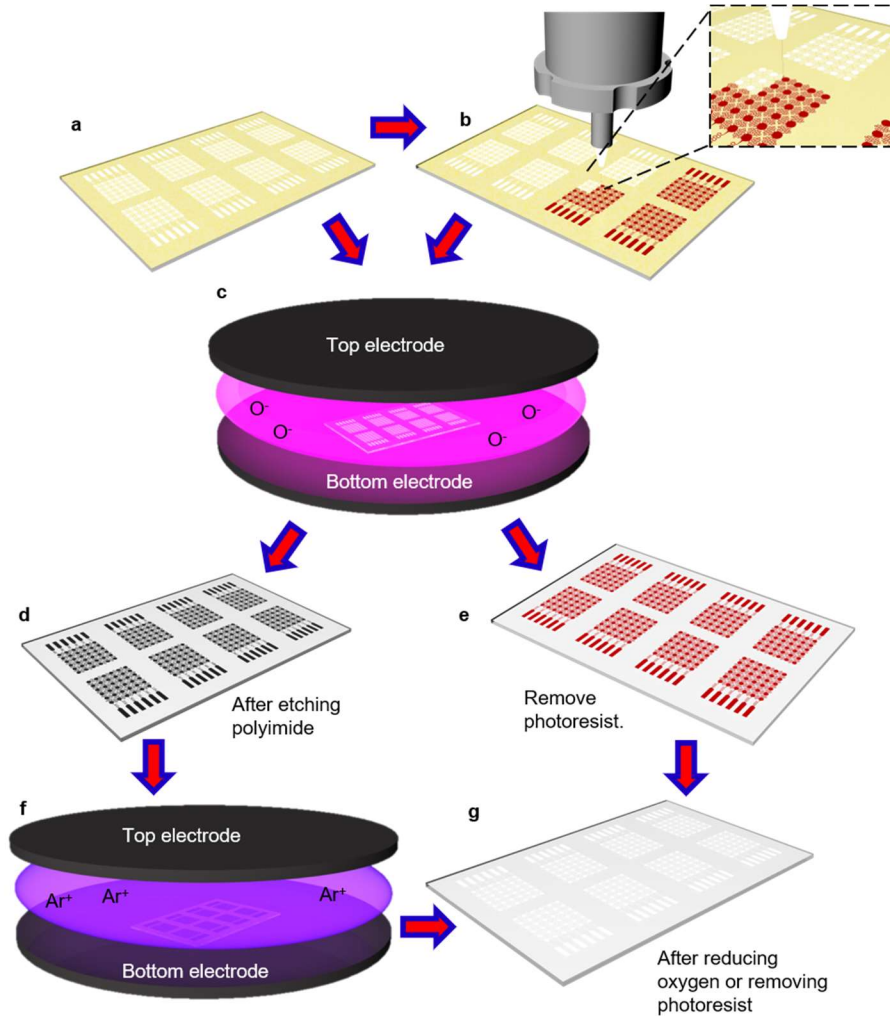 a
b
c
Top electrode
O-
O-
O-
O-
Bottom electrode
d
After etching
polyimide
e
Remove
photoresist.
f
Top electrode
Ar+
Ar+
Ar+
Bottom electrode
g
After reducing
oxygen or removing
photoresist